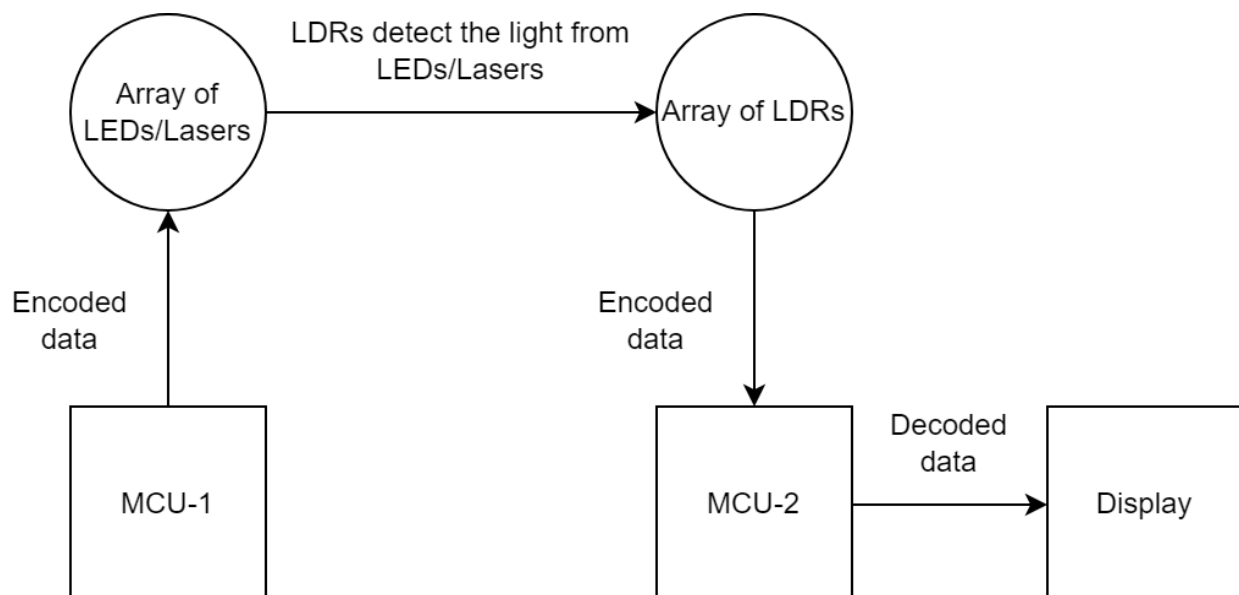 LDRs detect the light from
LEDs/Lasers
Array of
LEDs/Lasers
Array of LDRs
Encoded
data
Encoded
data
MCU-1
MCU-2
Decoded
data
Display